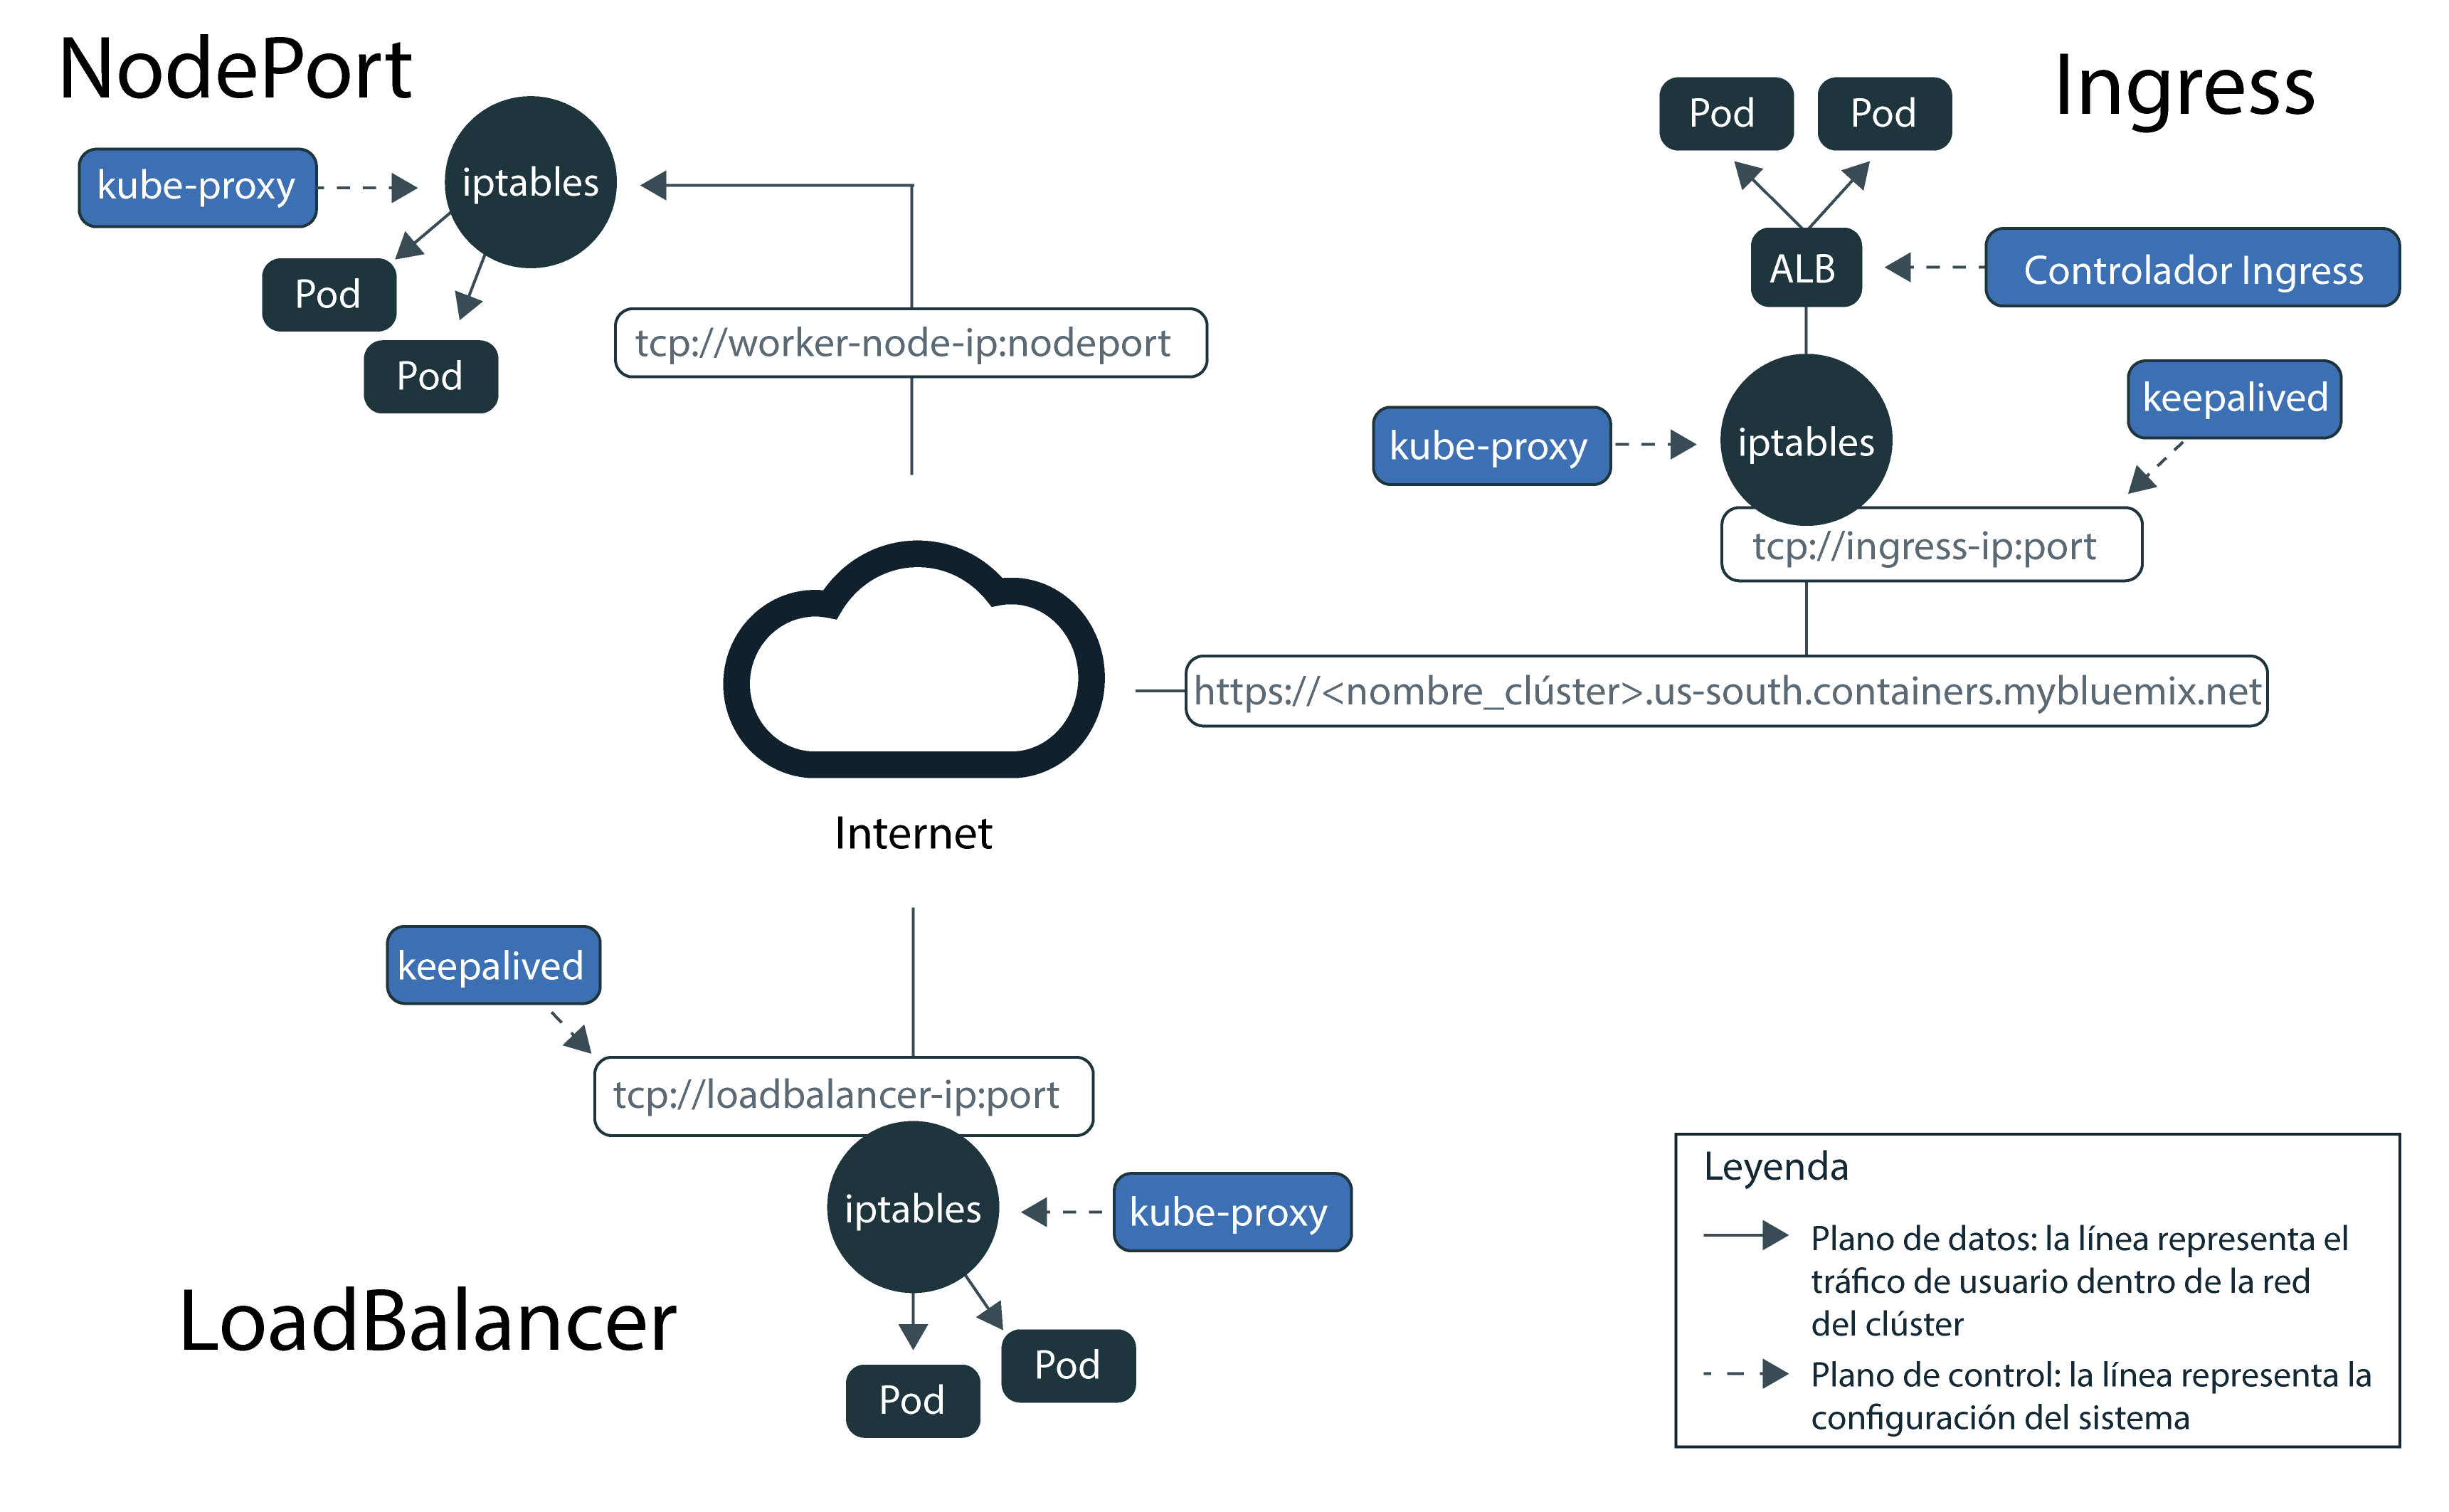 NodePort
iptables
kube-proxy
Pod
Pod
tcp://worker-node-ip:nodeport
Ingress
Pod
Pod
ALB
Controlador Ingress
keepalived
kube-proxy
iptables
tcp://ingress-ip:port
https://<nombre_clúster>.us-south.containers.mybluemix.net
Internet
keepalived
tcp://loadbalancer-ip:port
iptables
kube-proxy
LoadBalancer
Pod
Pod
Leyenda
Plano de datos: la línea representa el
tráfico de usuario dentro de la red
del clúster
Plano de control: la línea representa la
configuración del sistema